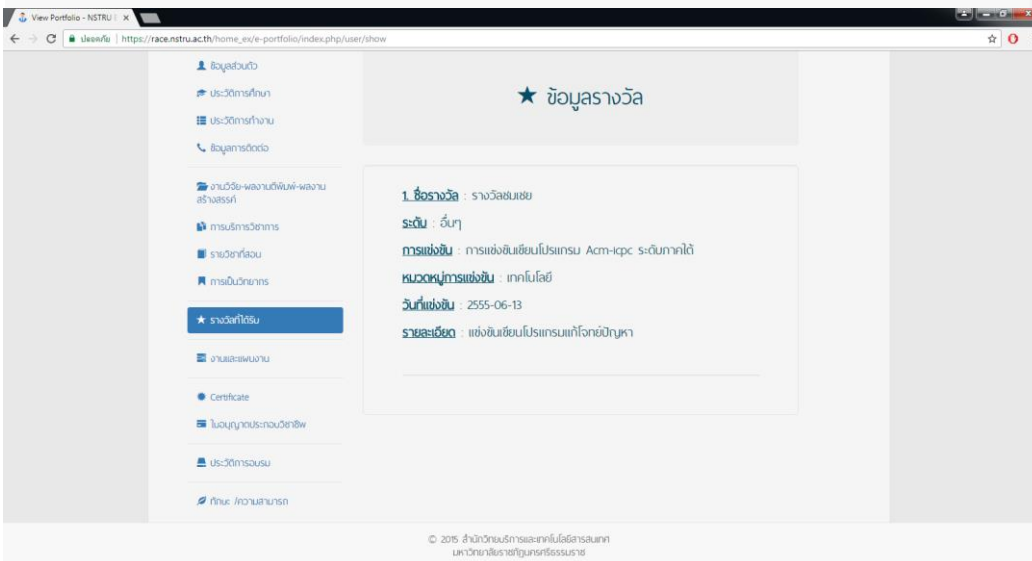 View Portfolio - NSTRU
ปลอดภัย | https://race.nstru.ac.th/home_ex/e-portfolio/index.php/user/show
ข้อมูลส่วนตัว
ประวัติการศึกษา
ประวัติการทำงาน
ข้อมูลการติดต่อ
งานวิจัย-ผลงานตีพิมพ์-ผลงาน
สร้างสรรค์
การบริการวิชาการ
รายวิชาที่สอน
การเป็นวิทยากร
รางวัลที่ได้รับ
งานและแผนงาน
Certificate
ใบอนุญาตประกอบวิชาชีพ
ประวัติการอบรม
ทักษะ /ความสามารถ
ข้อมูลรางวัล
1. ชื่อรางวัล : รางวัลชมเชย
ระดับ : อื่นๆ
การแข่งขัน : การแข่งขันเขียนโปรแกรม Acm-icpc ระดับภาคใต้
หมวดหมู่การแข่งขัน : เทคโนโลยี
วันที่แข่งขัน : 2555-06-13
รายละเอียด : แข่งขันเขียนโปรแกรมแก้โจทย์ปัญหา
© 2015 สำนักวิทยบริการและเทคโนโลยีสารสนเทศ
มหาวิทยาลัยราชภัฏนครศรีธรรมราช